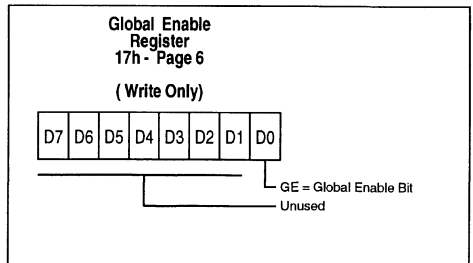 Global Enable
Register
17h - Page 6
( Write Only)
D7 D6 D5 D4 D3 D2 D1 D0
GE = Global Enable Bit
Unused